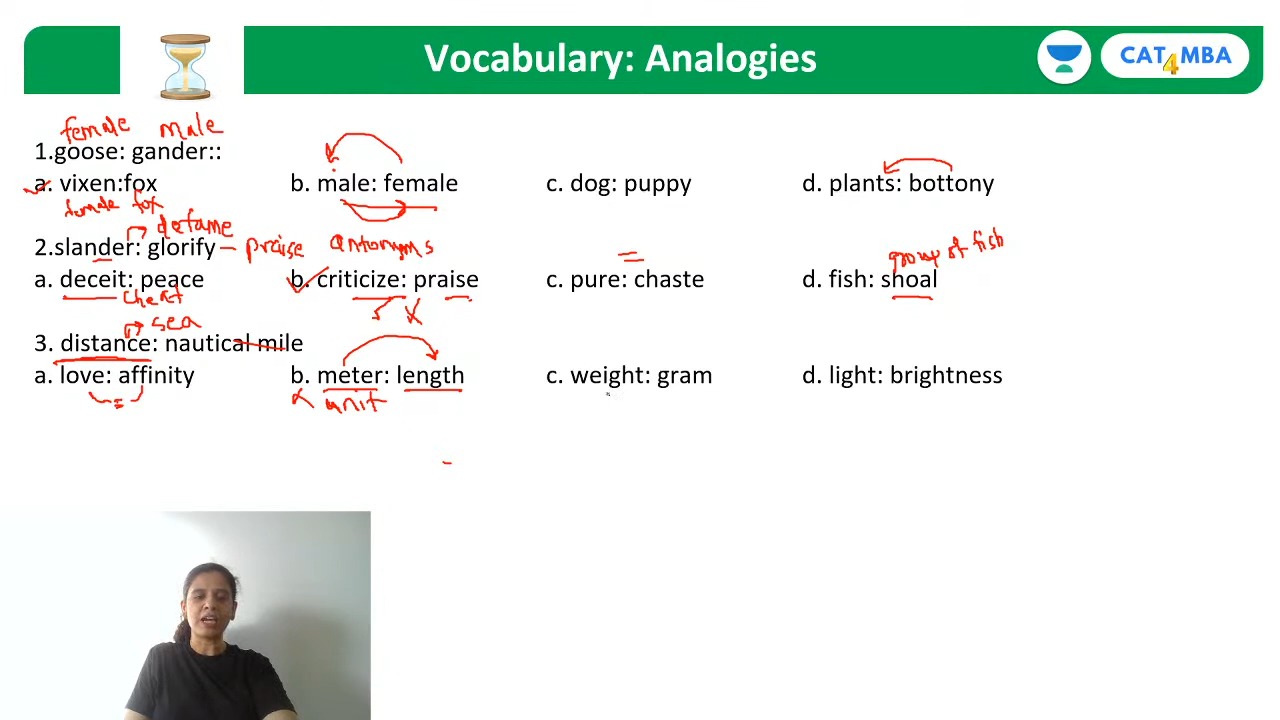 Vocabulary: Analogies
CAT4MBA
female male
1.goose: gander::
a. vixen:fox b. male: female c. dog: puppy d. plants: bottony
female fox
defame
2.slander: glorify – praise antonyms
group of fish
a. deceit: peace b. criticize: praise c. pure: chaste d. fish: shoal
cheat
sea
3. distance: nautical mile
a. love: affinity b. meter: length c. weight: gram d. light: brightness
unit